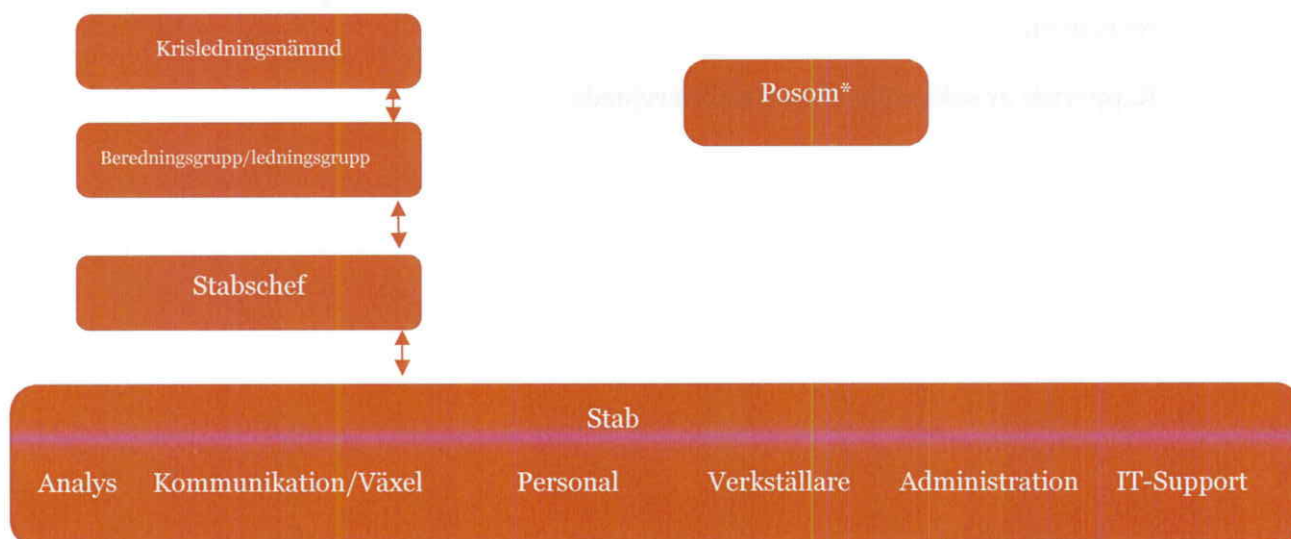 Krisledningsnämnd
Posom*
Beredningsgrupp/ledningsgrupp
Stabschef
Stab
Analys Kommunikation/Växel Personal Verkställare Administration IT-Support